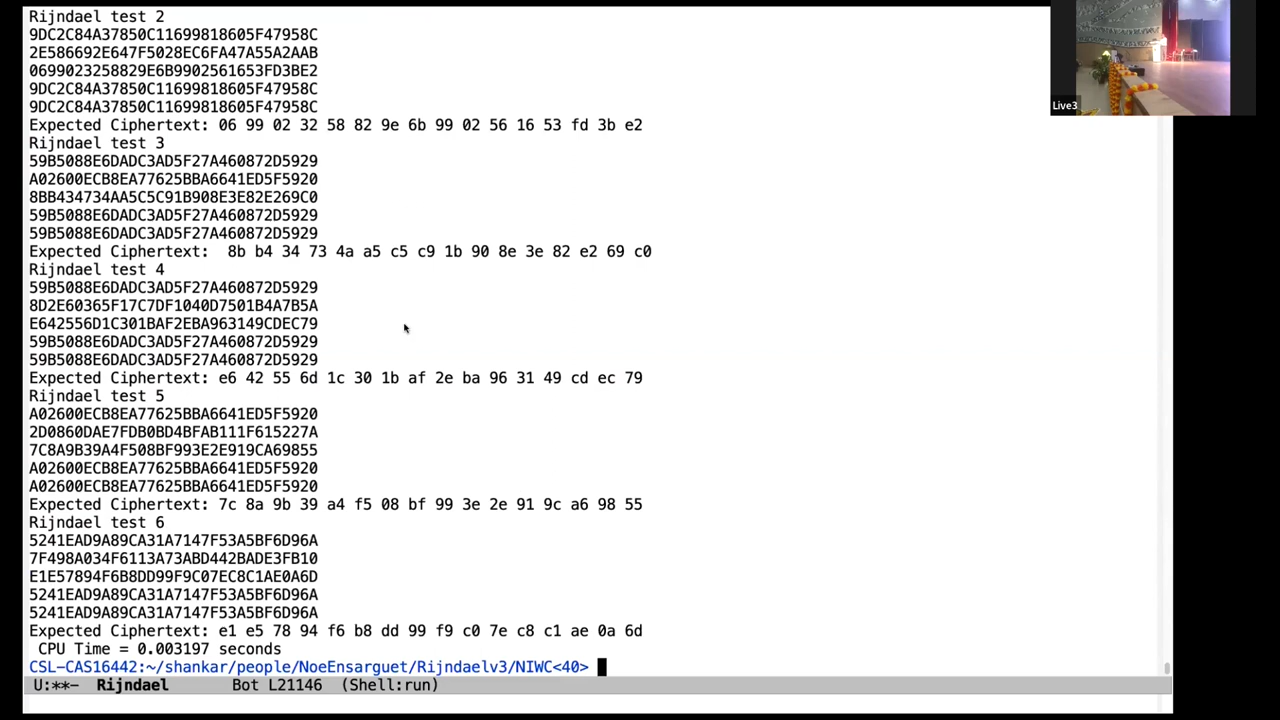 Rijndael test 2
9DC2C84A37850C11699818605F47958C
2E586692E647F5028EC6FA47A55A2AAB
0699023258829E6B9902561653FD3BE2
9DC2C84A37850C11699818605F47958C
9DC2C84A37850C11699818605F47958C
Expected Ciphertext: 06 99 02 32 58 82 9e 6b 99 02 56 16 53 fd 3b e2
Rijndael test 3
59B5088E6DADC3AD5F27A460872D5929
A02600ECB8EA77625BBA6641ED5F5920
8BB434734AA5C5C91B908E3E82E269C0
59B5088E6DADC3AD5F27A460872D5929
59B5088E6DADC3AD5F27A460872D5929
Expected Ciphertext:  8b b4 34 73 4a a5 c5 c9 1b 90 8e 3e 82 e2 69 c0
Rijndael test 4
59B5088E6DADC3AD5F27A460872D5929
8D2E60365F17C7DF1040D7501B4A7B5A
E642556D1C301BAF2EBA963149CDEC79
59B5088E6DADC3AD5F27A460872D5929
59B5088E6DADC3AD5F27A460872D5929
Expected Ciphertext: e6 42 55 6d 1c 30 1b af 2e ba 96 31 49 cd ec 79
Rijndael test 5
A02600ECB8EA77625BBA6641ED5F5920
2D0860DAE7FDB0BD4BFAB111F615227A
7C8A9B39A4F508BF993E2E919CA69855
A02600ECB8EA77625BBA6641ED5F5920
A02600ECB8EA77625BBA6641ED5F5920
Expected Ciphertext: 7c 8a 9b 39 a4 f5 08 bf 99 3e 2e 91 9c a6 98 55
Rijndael test 6
5241EAD9A89CA31A7147F53A5BF6D96A
7F498A034F6113A73ABD442BADE3FB10
E1E57894F6B8DD99F9C07EC8C1AE0A6D
5241EAD9A89CA31A7147F53A5BF6D96A
5241EAD9A89CA31A7147F53A5BF6D96A
Expected Ciphertext: e1 e5 78 94 f6 b8 dd 99 f9 c0 7e c8 c1 ae 0a 6d
 CPU Time = 0.003197 seconds
CSL-CAS16442:~/shankar/people/NoeEnsarguet/Rijndaelv3/NIWC<40>
U:**-  Rijndael       Bot L21146  (Shell:run)
Live3